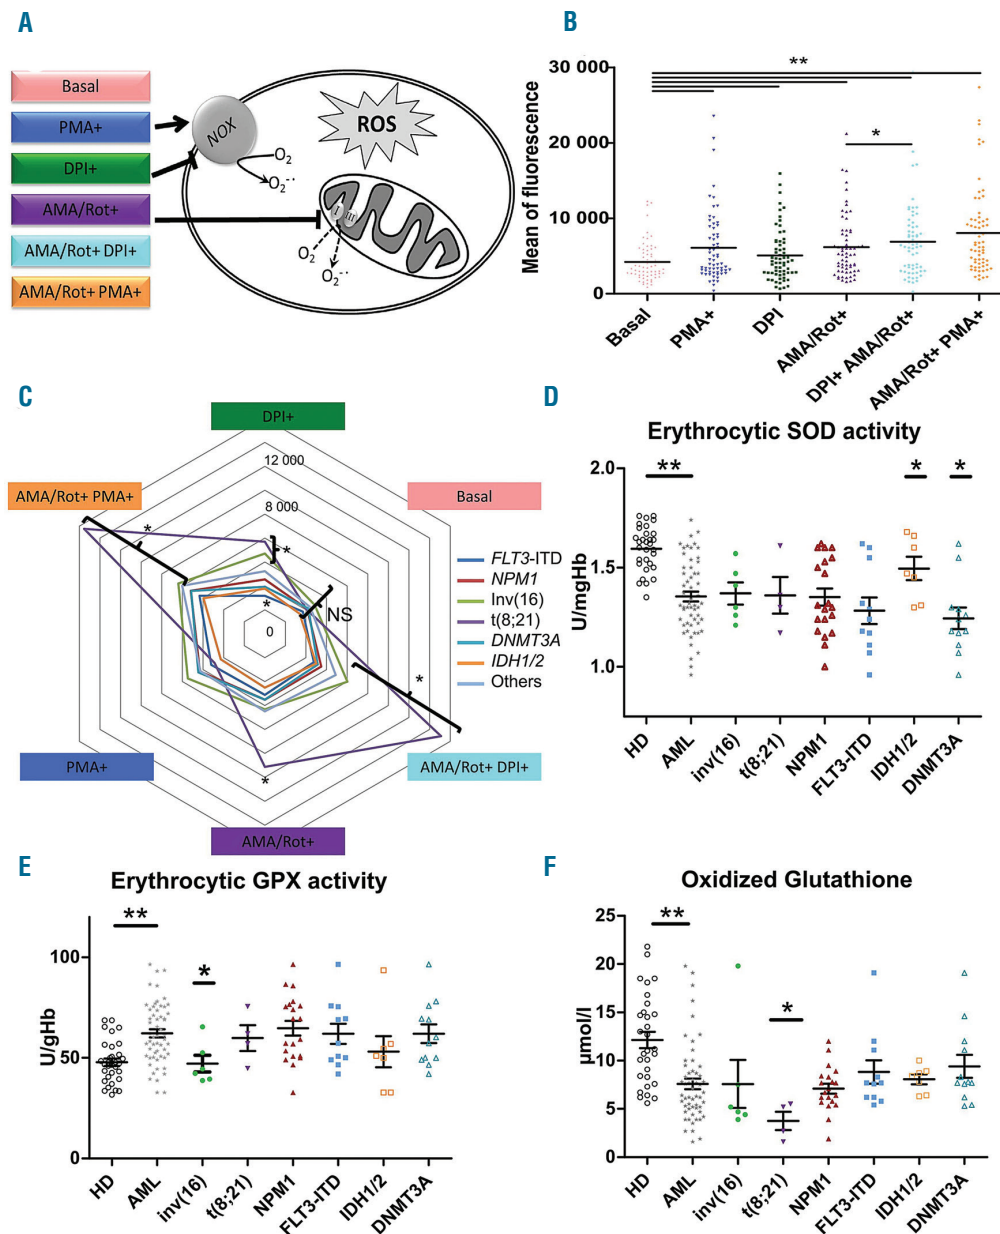 A
Basal
PMA+
DPI+
AMA/Rot+
AMA/Rot+ DPI+
AMA/Rot+ PMA+
NOX
ROS
O₂
O₂⁻·
I
III
O₂
O₂⁻·
B
Mean of fluorescence
30 000
20 000
10 000
0
**
*
Basal
PMA+
DPI
AMA/Rot+
DPI+ AMA/Rot+
AMA/Rot+ PMA+
C
DPI+
12 000
AMA/Rot+ PMA+
Basal
8 000
*
*
*
NS
0
*
*
FLT3-ITD
NPM1
Inv(16)
t(8;21)
DNMT3A
IDH1/2
Others
PMA+
AMA/Rot+ DPI+
AMA/Rot+
D
Erythrocytic SOD activity
U/mgHb
2.0
1.5
1.0
**
*
*
HD
AML
inv(16)
t(8;21)
NPM1
FLT3-ITD
IDH1/2
DNMT3A
E
Erythrocytic GPX activity
U/gHb
100
50
0
**
*
HD
AML
inv(16)
t(8;21)
NPM1
FLT3-ITD
IDH1/2
DNMT3A
F
Oxidized Glutathione
µmol/l
25
20
15
10
5
0
**
*
HD
AML
inv(16)
t(8;21)
NPM1
FLT3-ITD
IDH1/2
DNMT3A